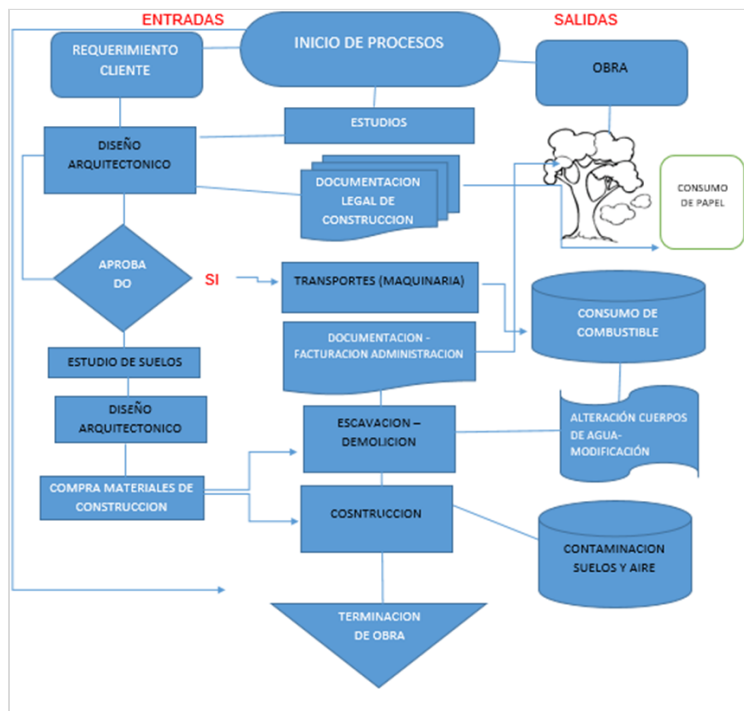 ENTRADAS
SALIDAS
INICIO DE PROCESOS
REQUERIMIENTO
CLIENTE
OBRA
ESTUDIOS
DISEÑO
ARQUITECTONICO
DOCUMENTACION
LEGAL DE
CONSTRUCCION
CONSUMO
DE PAPEL
APROBA
DO
SI
TRANSPORTES (MAQUINARIA)
CONSUMO DE
COMBUSTIBLE
DOCUMENTACION -
FACTURACION ADMINISTRACION
ESTUDIO DE SUELOS
DISEÑO
ARQUITECTONICO
ESCAVACION –
DEMOLICION
ALTERACIÓN CUERPOS
DE AGUA-
MODIFICACIÓN
COMPRA MATERIALES DE
CONSTRUCCION
COSNTRUCCION
CONTAMINACION
SUELOS Y AIRE
TERMINACION
DE OBRA